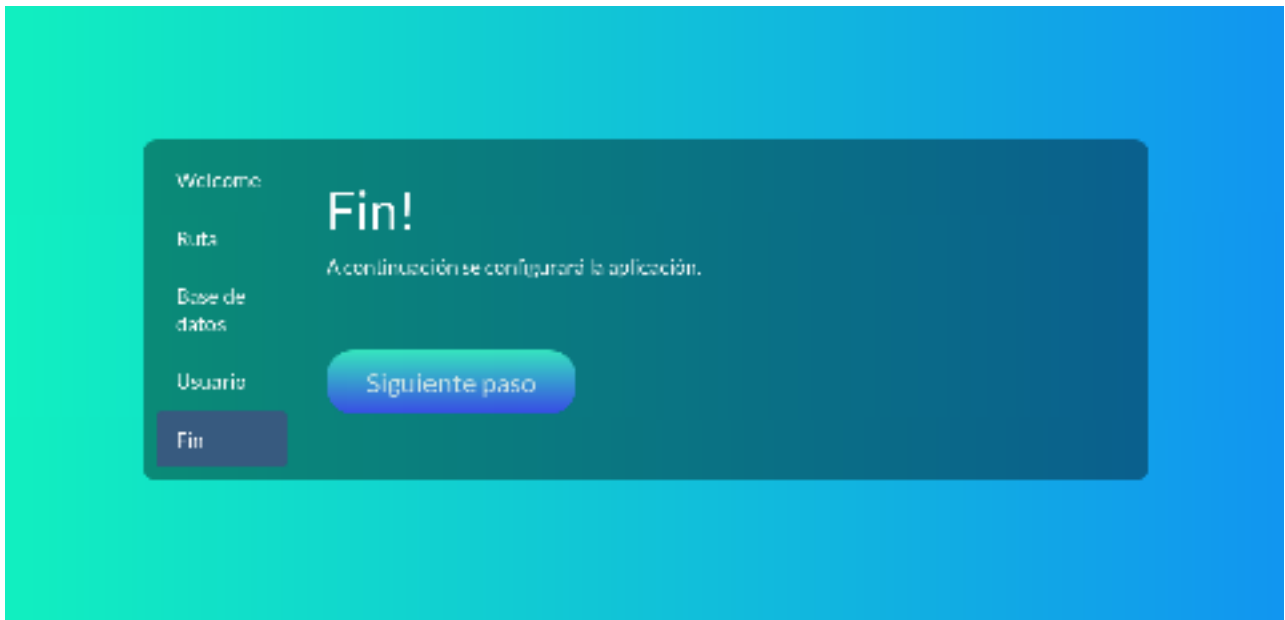 Welcome
Ruta
Base de
datos
Usuario
Fin
Fin!
A continuación se configurará la aplicación.
Siguiente paso